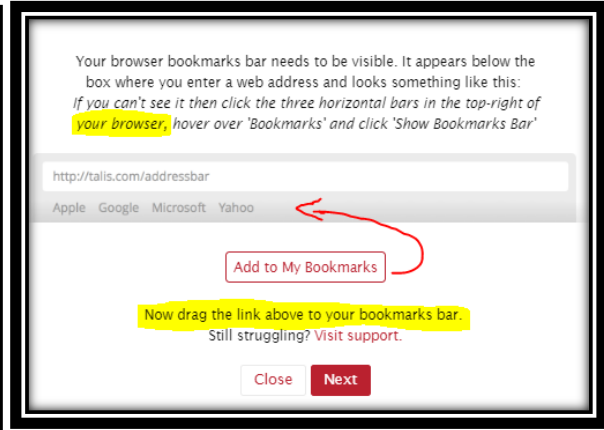 Your browser bookmarks bar needs to be visible. It appears below the
box where you enter a web address and looks something like this:
If you can't see it then click the three horizontal bars in the top-right of
your browser, hover over 'Bookmarks' and click 'Show Bookmarks Bar'
http://talis.com/addressbar
Apple Google Microsoft Yahoo
Add to My Bookmarks
Now drag the link above to your bookmarks bar.
Still struggling? Visit support.
Close Next